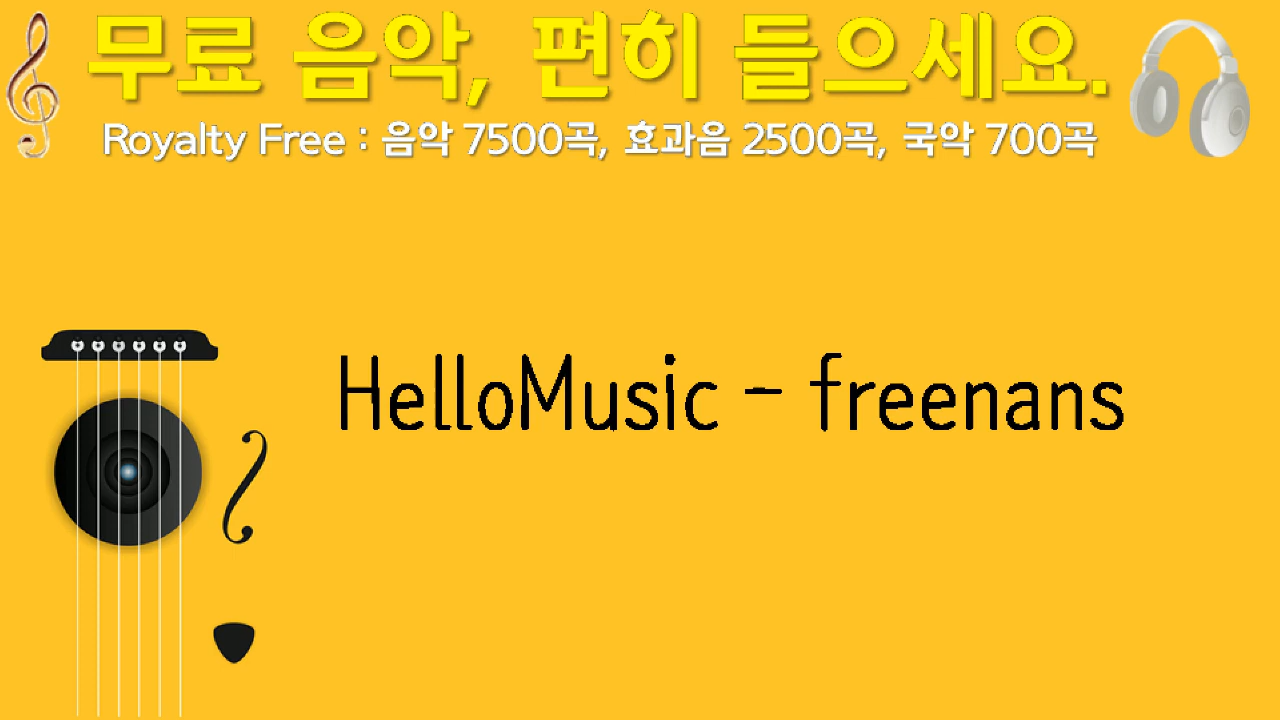 무료 음악, 편히 들으세요.
Royalty Free : 음악 7500곡, 효과음 2500곡, 국악 700곡
HelloMusic - freenans